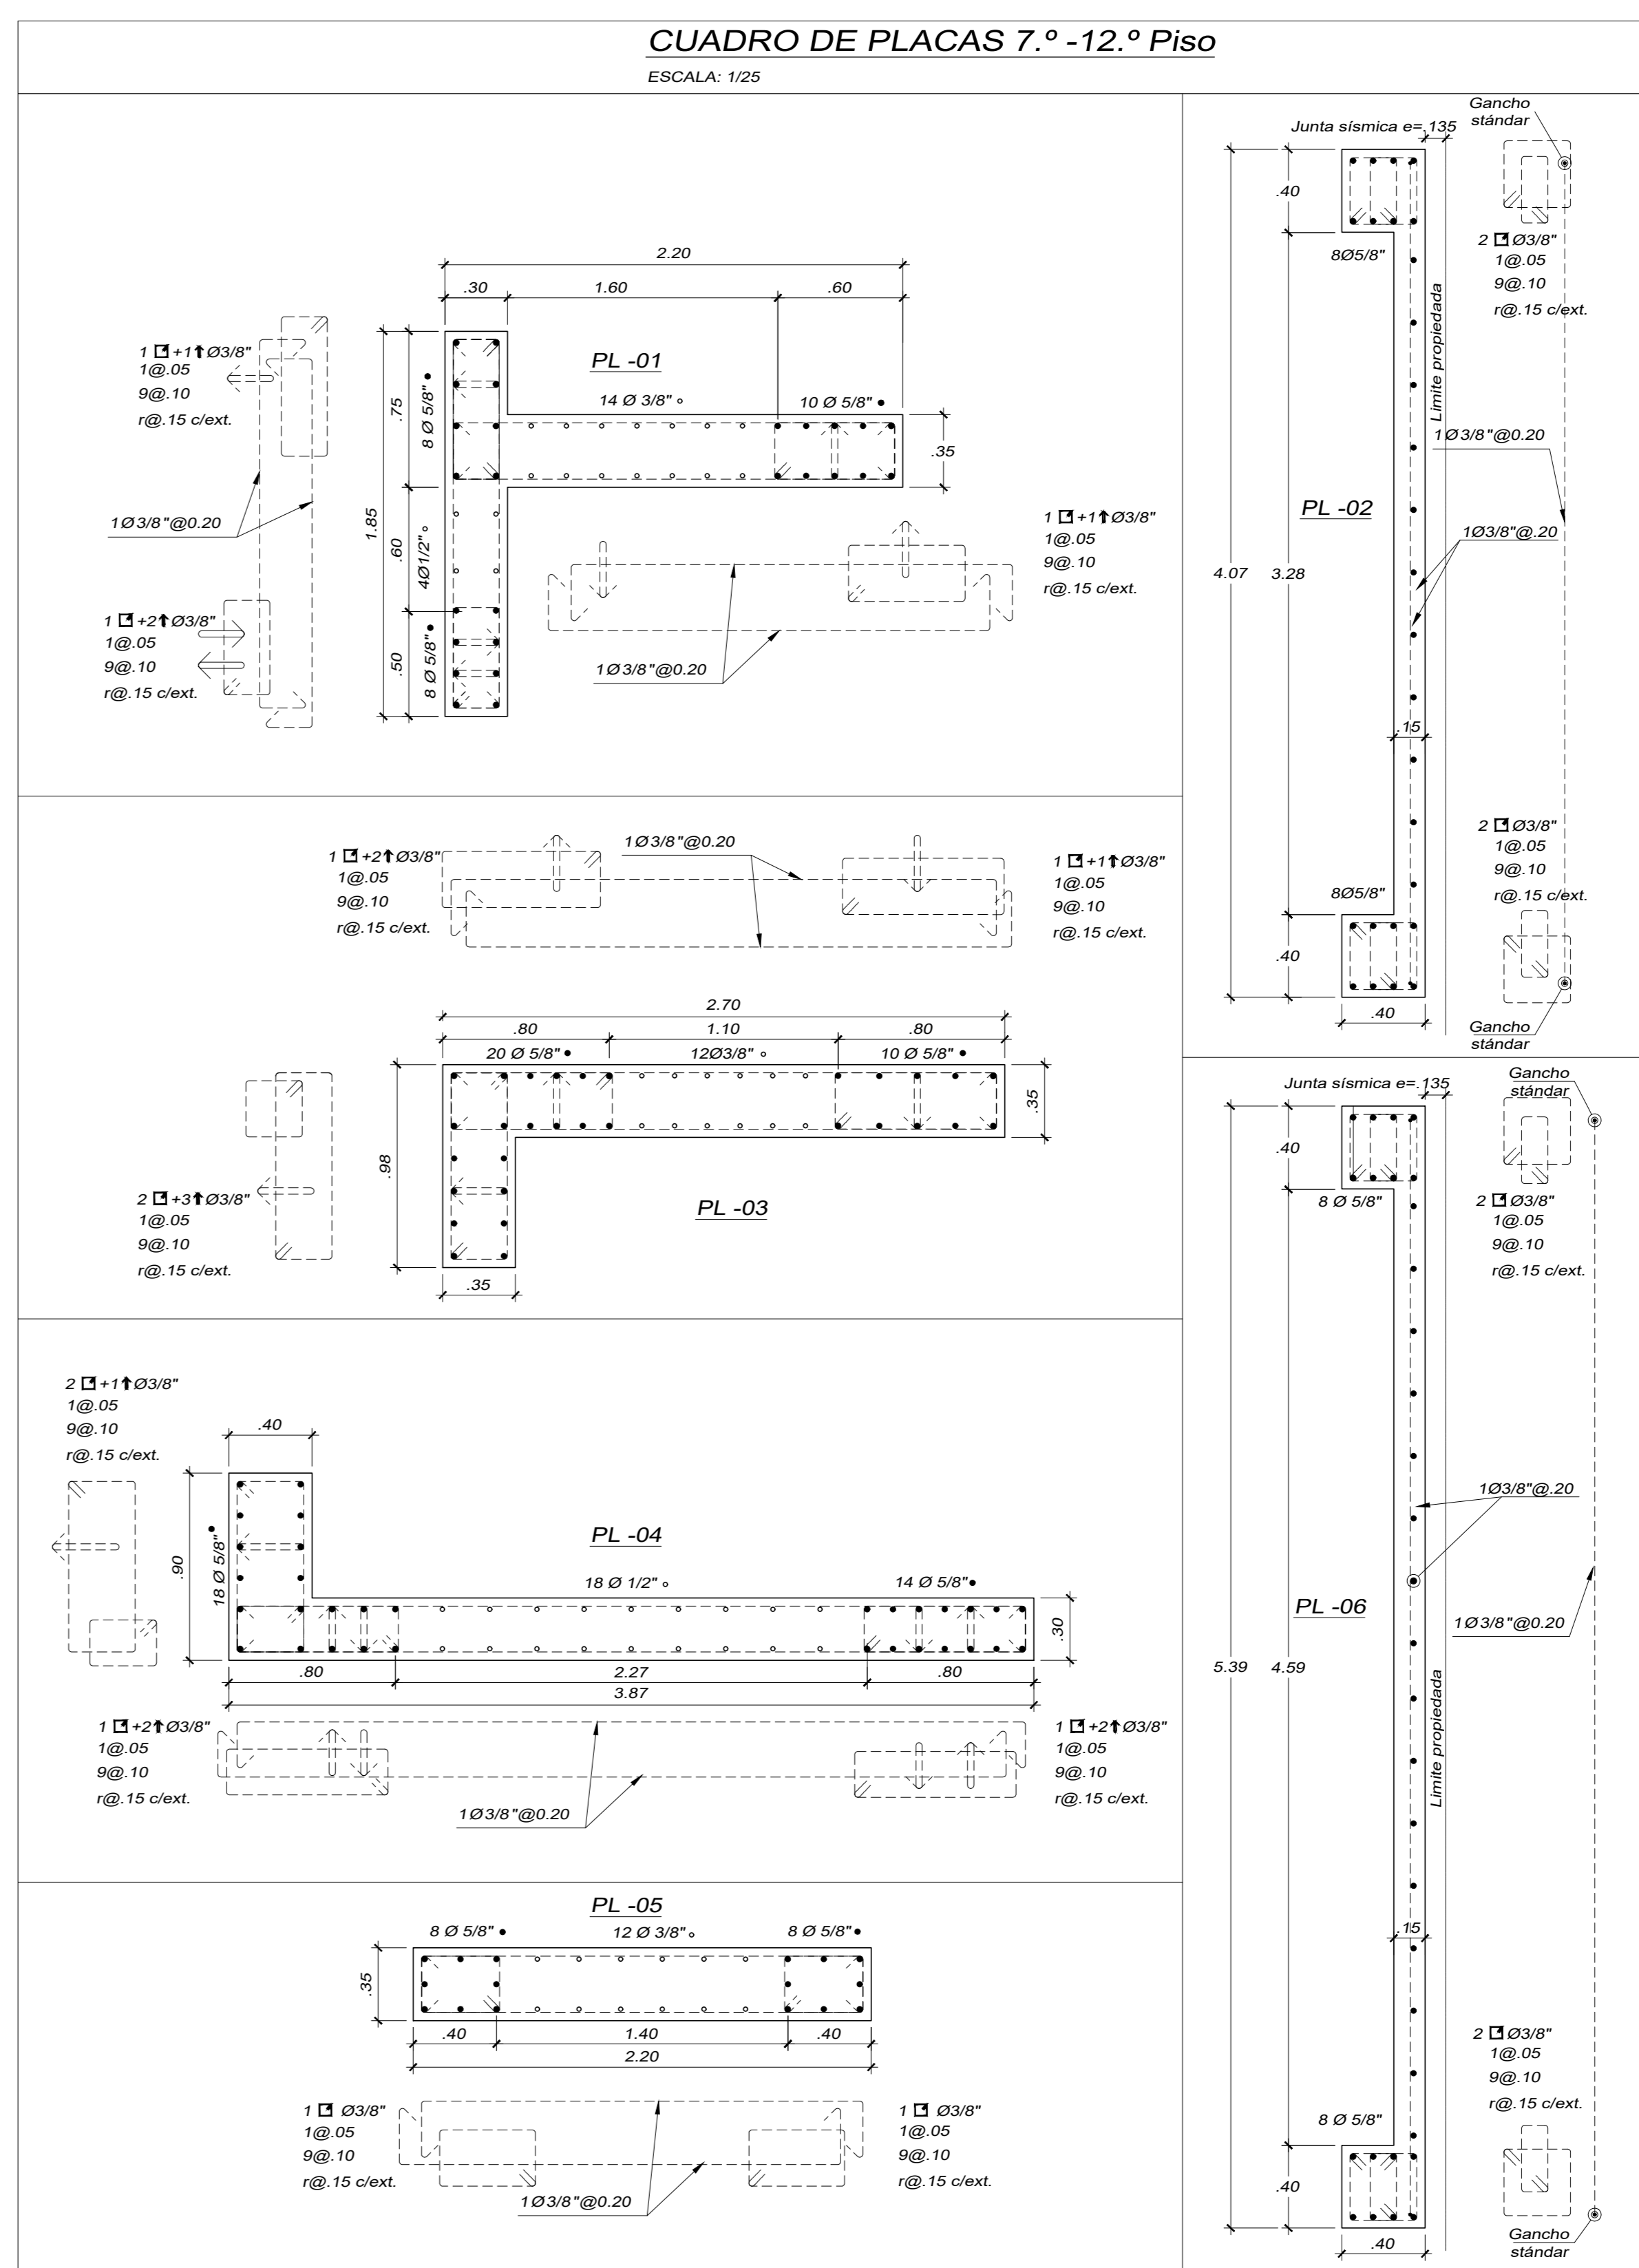 CUADRO DE PLACAS 7.º -12.º Piso
ESCALA: 1/25
2.20
.30
1.60
.60
PL -01
1 +1 Ø3/8"
1@.05
9@.10
r@.15 c/ext.
.75
8 Ø 5/8"
14 Ø 3/8"
10 Ø 5/8"
.35
1.85
1Ø3/8"@0.20
.60
4Ø1/2"
1 +2 Ø3/8"
1@.05
9@.10
r@.15 c/ext.
.50
8 Ø 5/8"
1 +1 Ø3/8"
1@.05
9@.10
r@.15 c/ext.
1Ø3/8"@0.20
Junta sísmica e=.135
Gancho
stándar
.40
8Ø5/8"
2 Ø3/8"
1@.05
9@.10
r@.15 c/ext.
Limite propiedada
1Ø3/8"@0.20
PL -02
1Ø3/8"@.20
4.07
3.28
.15
2 Ø3/8"
1@.05
9@.10
r@.15 c/ext.
8Ø5/8"
.40
.40
Gancho
stándar
1 +2 Ø3/8"
1@.05
9@.10
r@.15 c/ext.
1Ø3/8"@0.20
1 +1 Ø3/8"
1@.05
9@.10
r@.15 c/ext.
2.70
.80
1.10
.80
20 Ø 5/8"
12Ø3/8"
10 Ø 5/8"
.35
.98
2 +3 Ø3/8"
1@.05
9@.10
r@.15 c/ext.
PL -03
.35
2 +1 Ø3/8"
1@.05
9@.10
r@.15 c/ext.
.40
.90
18 Ø 5/8"
PL -04
18 Ø 1/2"
14 Ø 5/8"
.30
.80
2.27
.80
3.87
1 +2 Ø3/8"
1@.05
9@.10
r@.15 c/ext.
1Ø3/8"@0.20
1 +2 Ø3/8"
1@.05
9@.10
r@.15 c/ext.
PL -05
8 Ø 5/8"
12 Ø 3/8"
8 Ø 5/8"
.35
.40
1.40
.40
2.20
1 Ø3/8"
1@.05
9@.10
r@.15 c/ext.
1Ø3/8"@0.20
1 Ø3/8"
1@.05
9@.10
r@.15 c/ext.
Junta sísmica e=.135
Gancho
stándar
.40
8 Ø 5/8"
2 Ø3/8"
1@.05
9@.10
r@.15 c/ext.
1Ø3/8"@.20
PL -06
1Ø3/8"@0.20
5.39
4.59
Limite propiedada
.15
2 Ø3/8"
1@.05
9@.10
r@.15 c/ext.
8 Ø 5/8"
.40
.40
Gancho
stándar